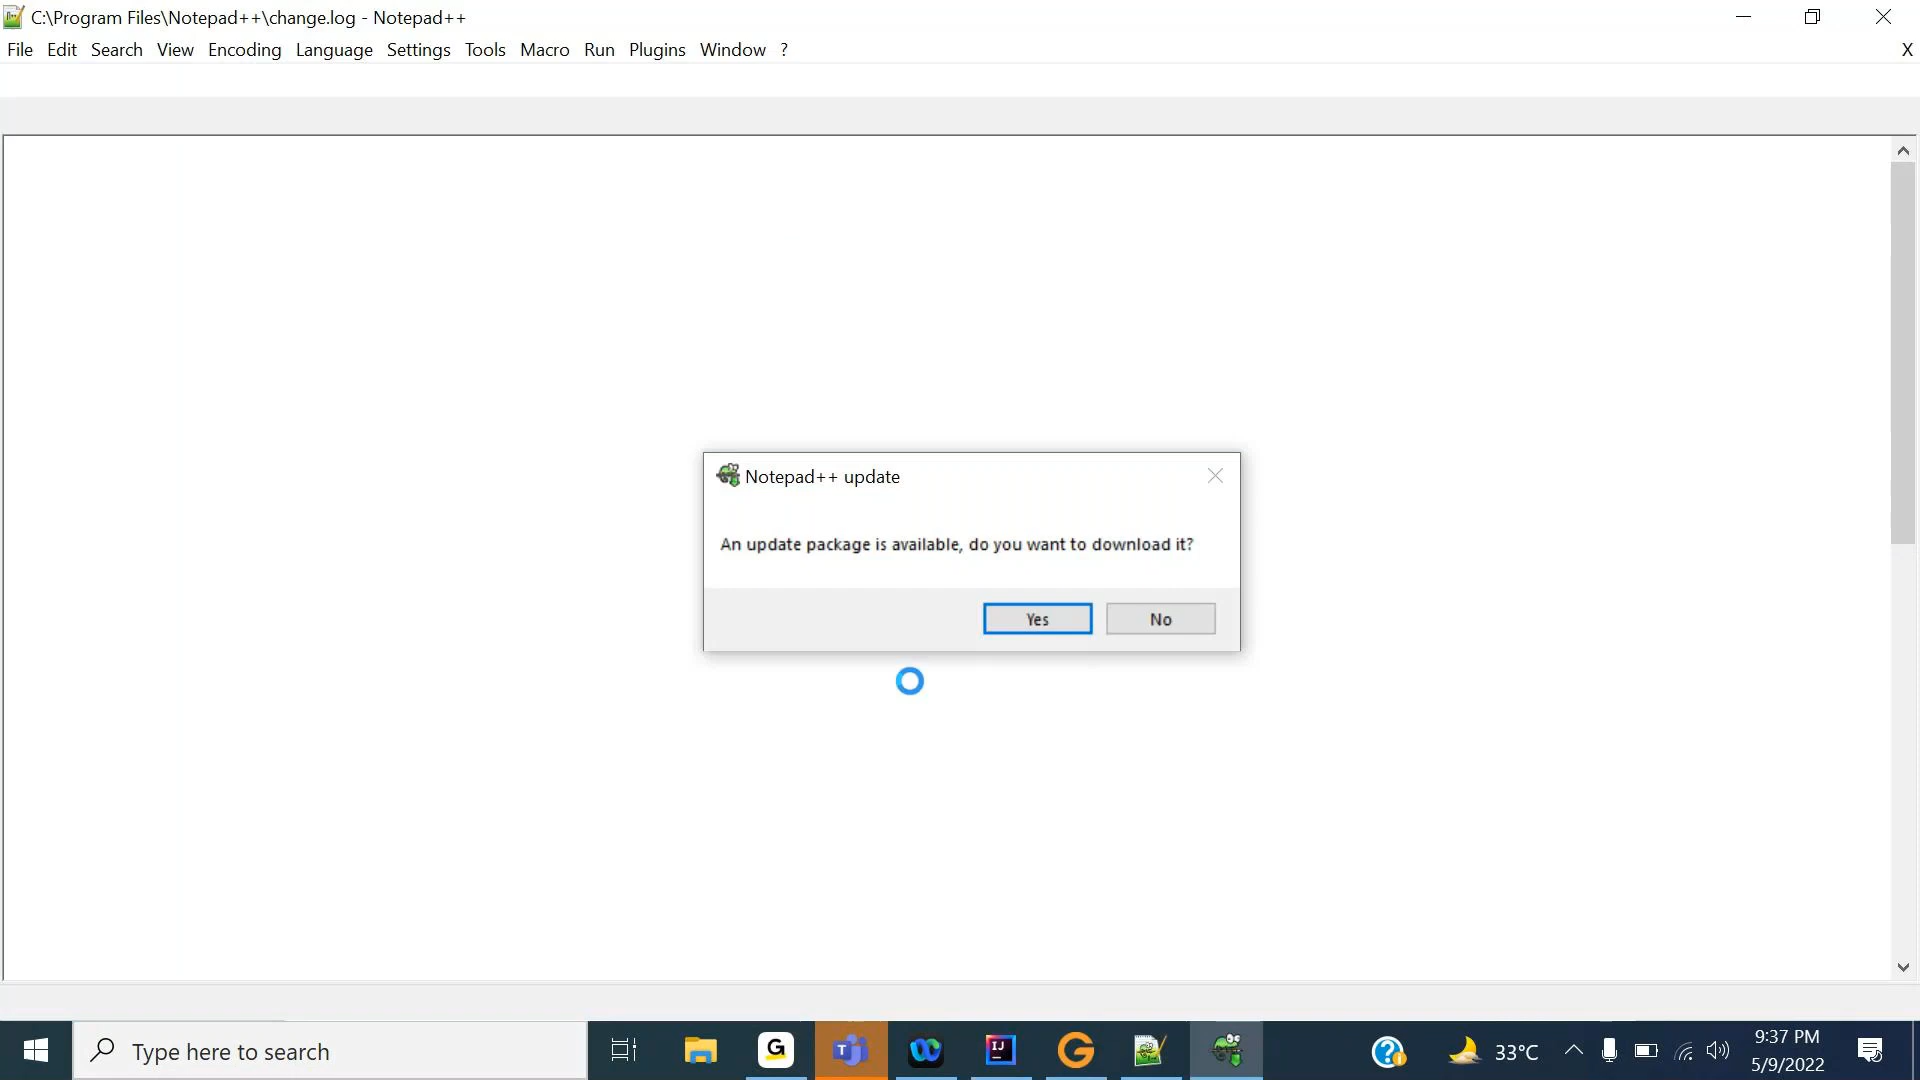 C:\Program Files\Notepad++\change.log - Notepad++
File Edit Search View Encoding Language Settings Tools Macro Run Plugins Window ? X
Notepad++ update
An update package is available, do you want to download it?
Yes No
Type here to search
33°C
9:37 PM
5/9/2022